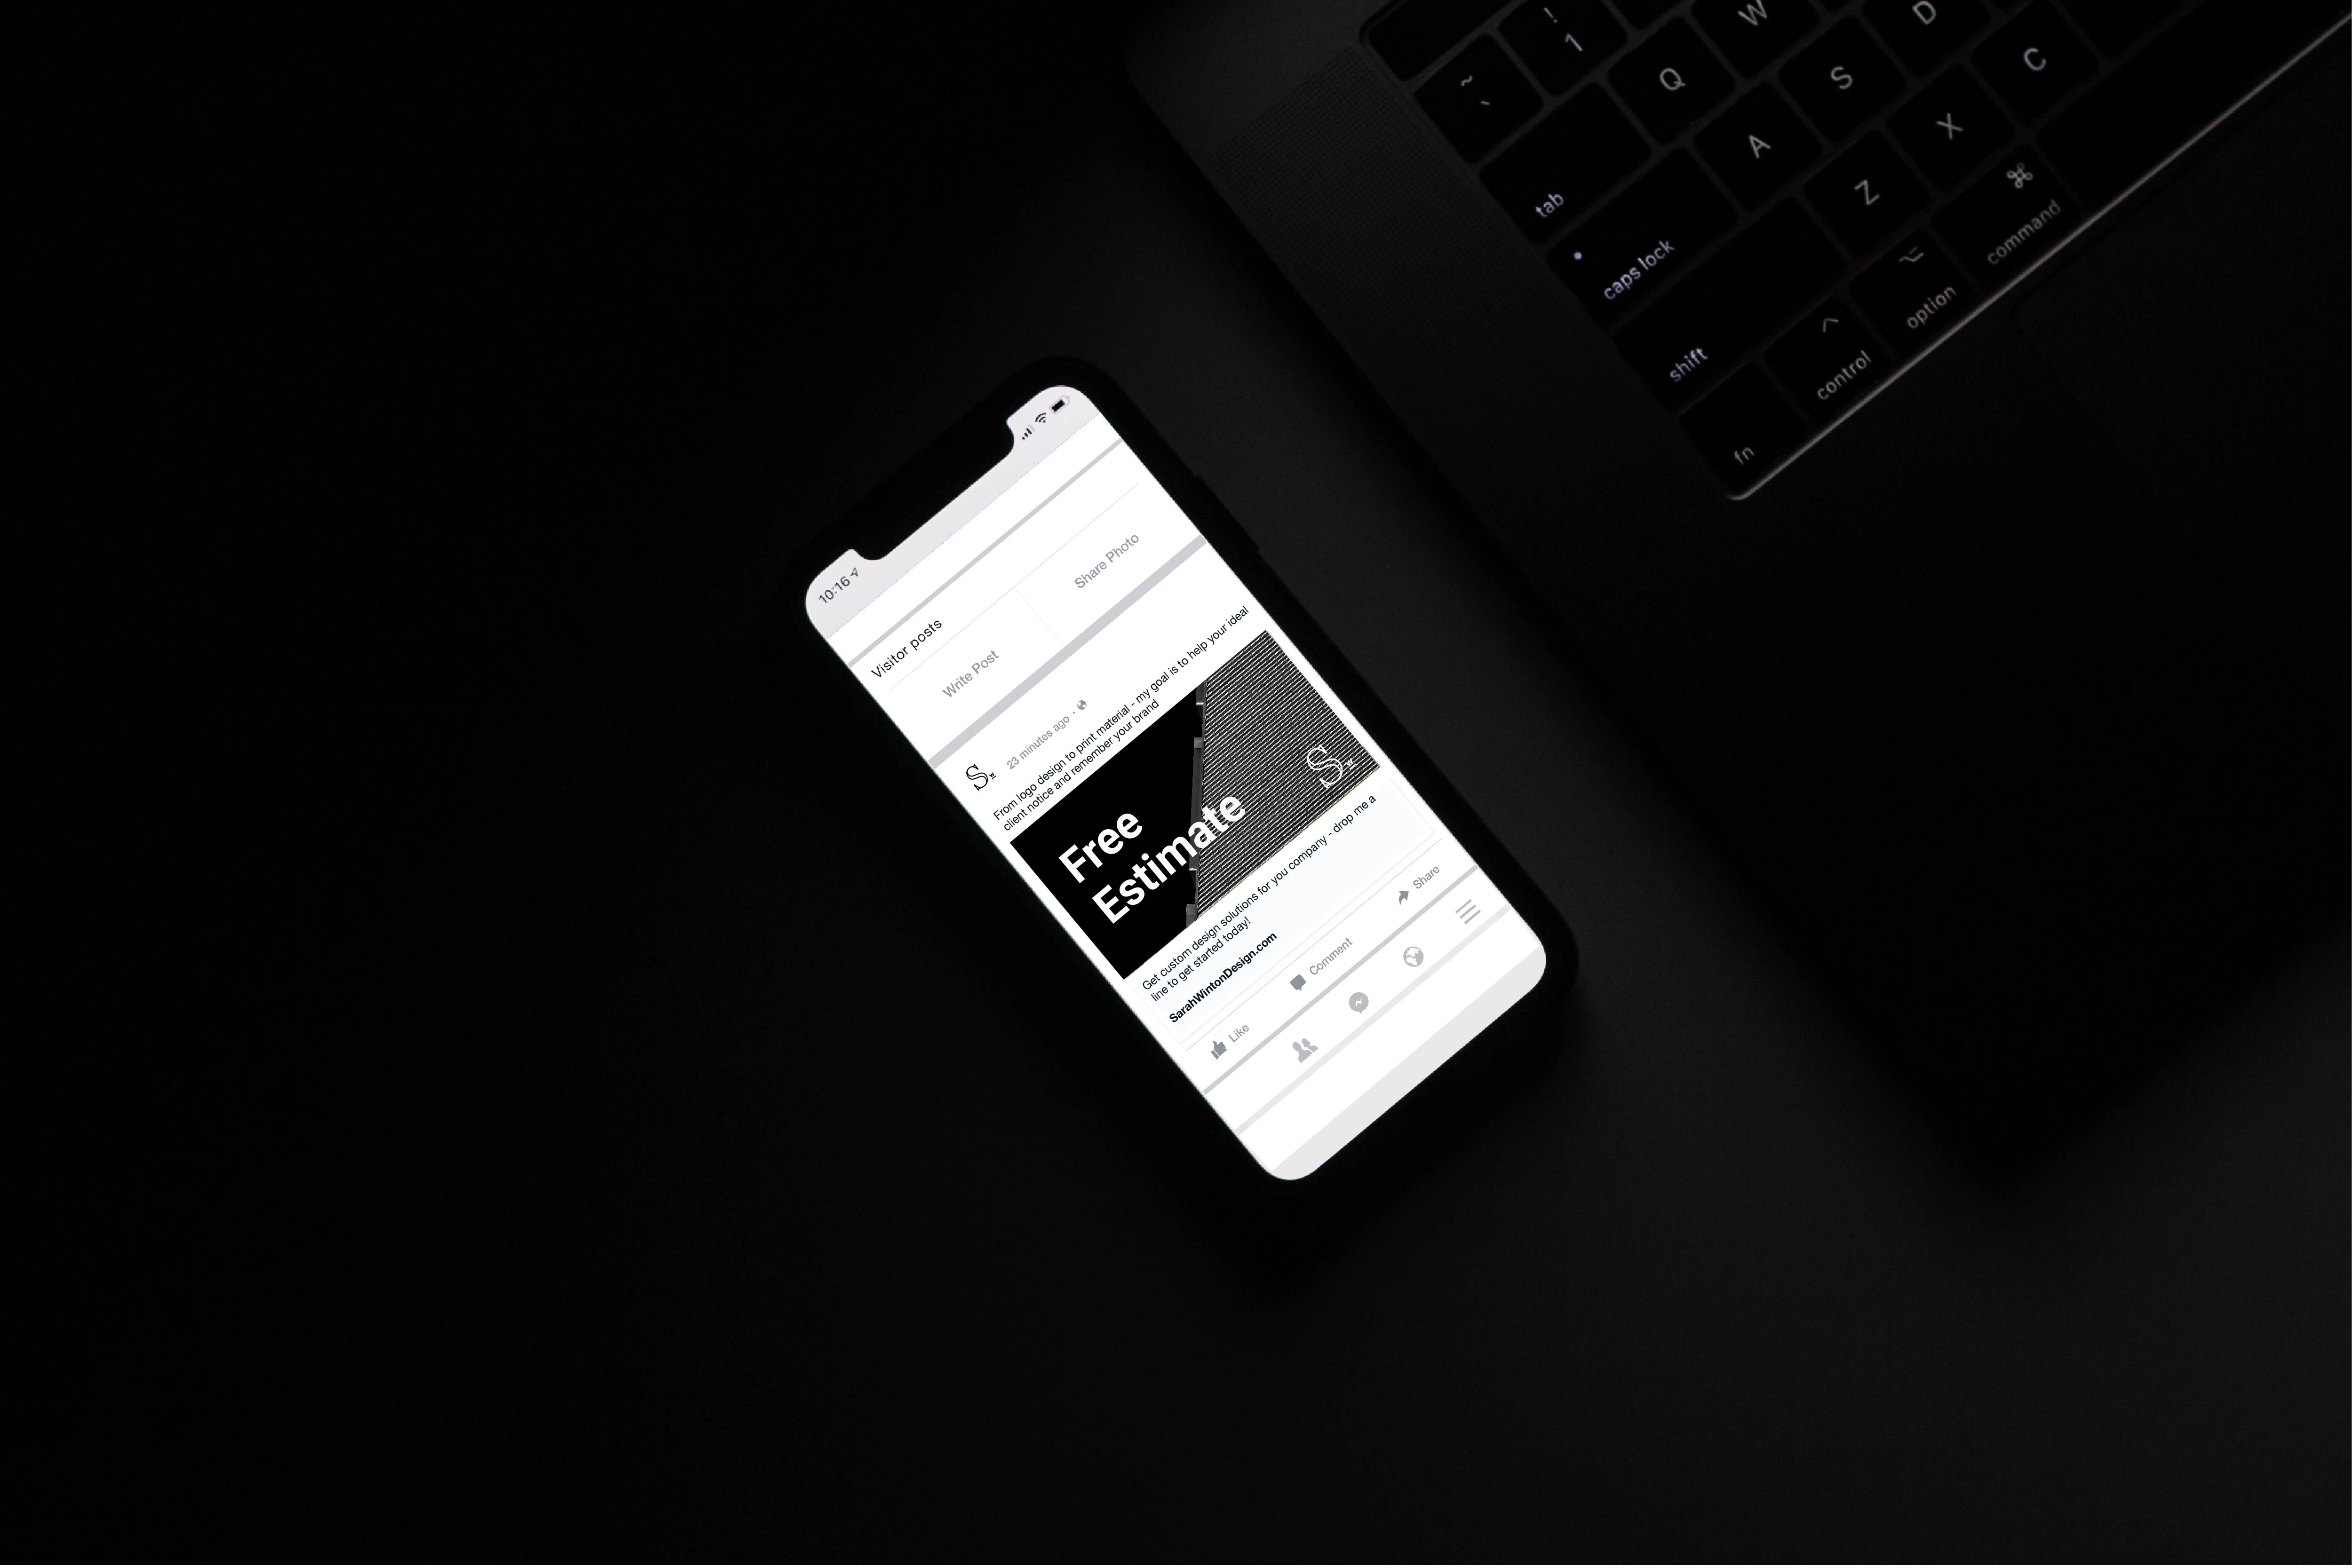 10:16
Visitor posts
Write Post
Share Photo
S.w
23 minutes ago ·
From logo design to print material - my goal is to help your ideal
client notice and remember your brand
Free
Estimate
S.w
Get custom design solutions for you company - drop me a
line to get started today!
SarahWintonDesign.com
Like
Comment
Share
! 1
~ `
Q
W
tab
A
S
D
caps lock
Z
X
C
shift
fn
^ control
⌥ option
⌘ command